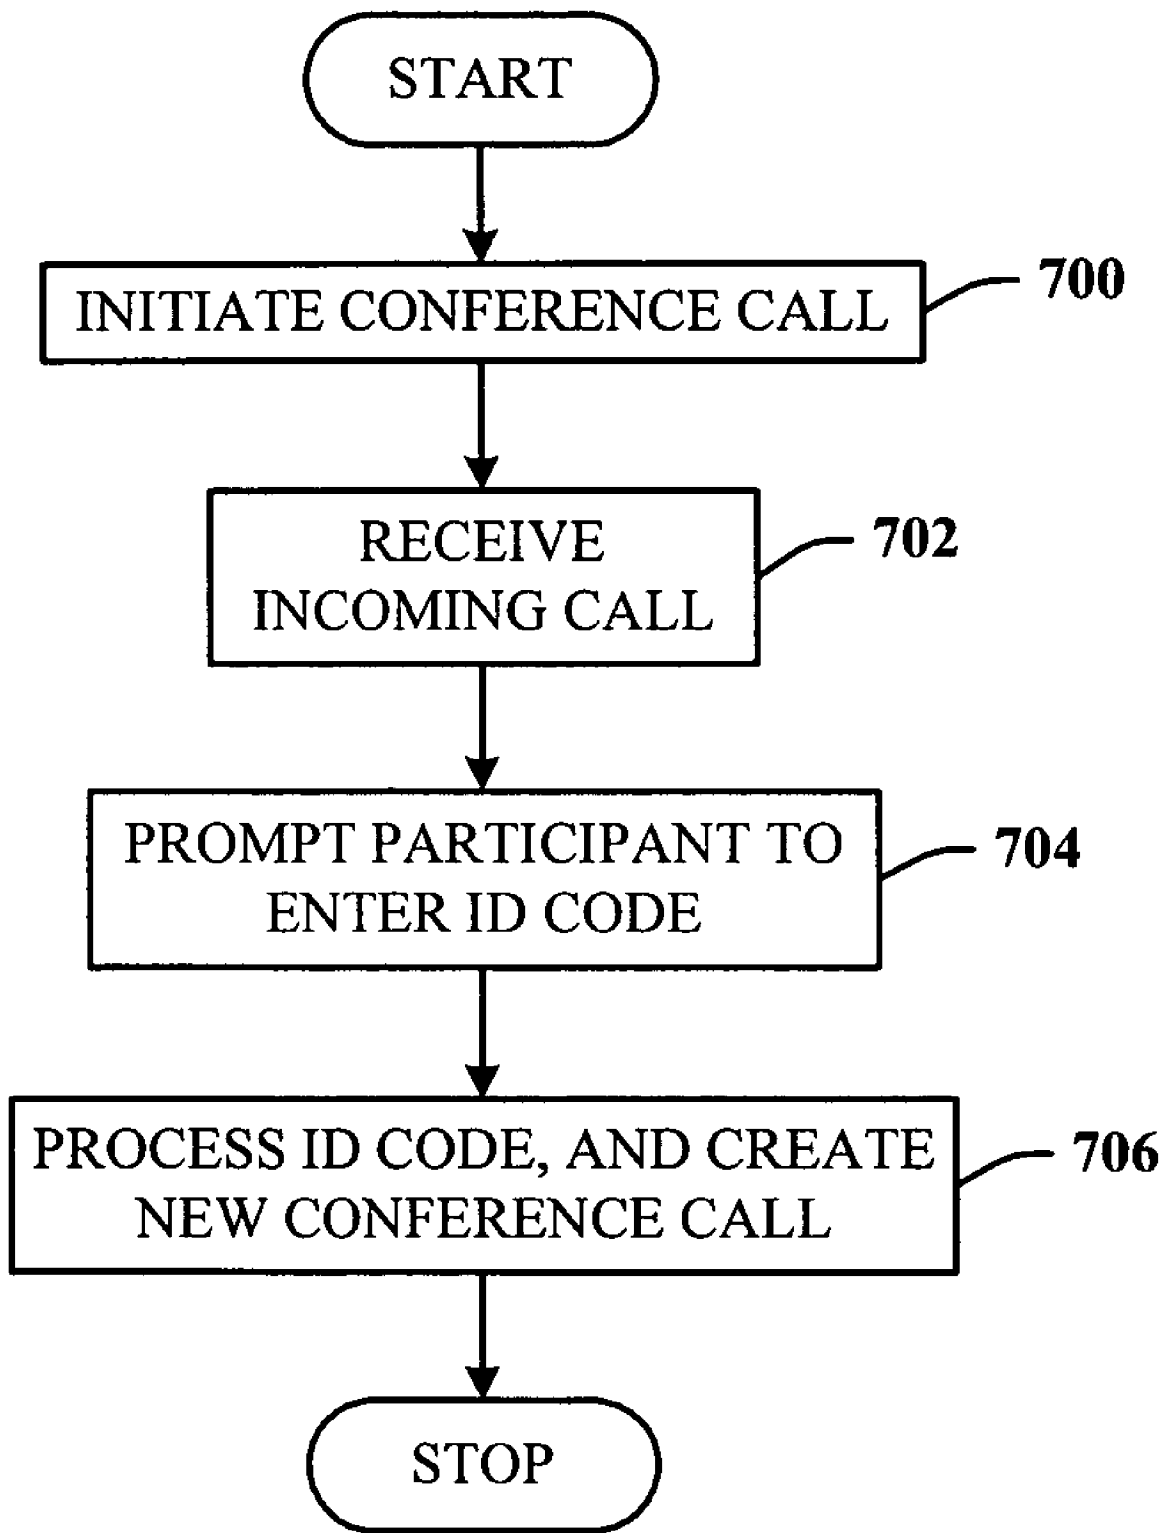 START
INITIATE CONFERENCE CALL
700
RECEIVE
INCOMING CALL
702
PROMPT PARTICIPANT TO
ENTER ID CODE
704
PROCESS ID CODE, AND CREATE
NEW CONFERENCE CALL
706
STOP